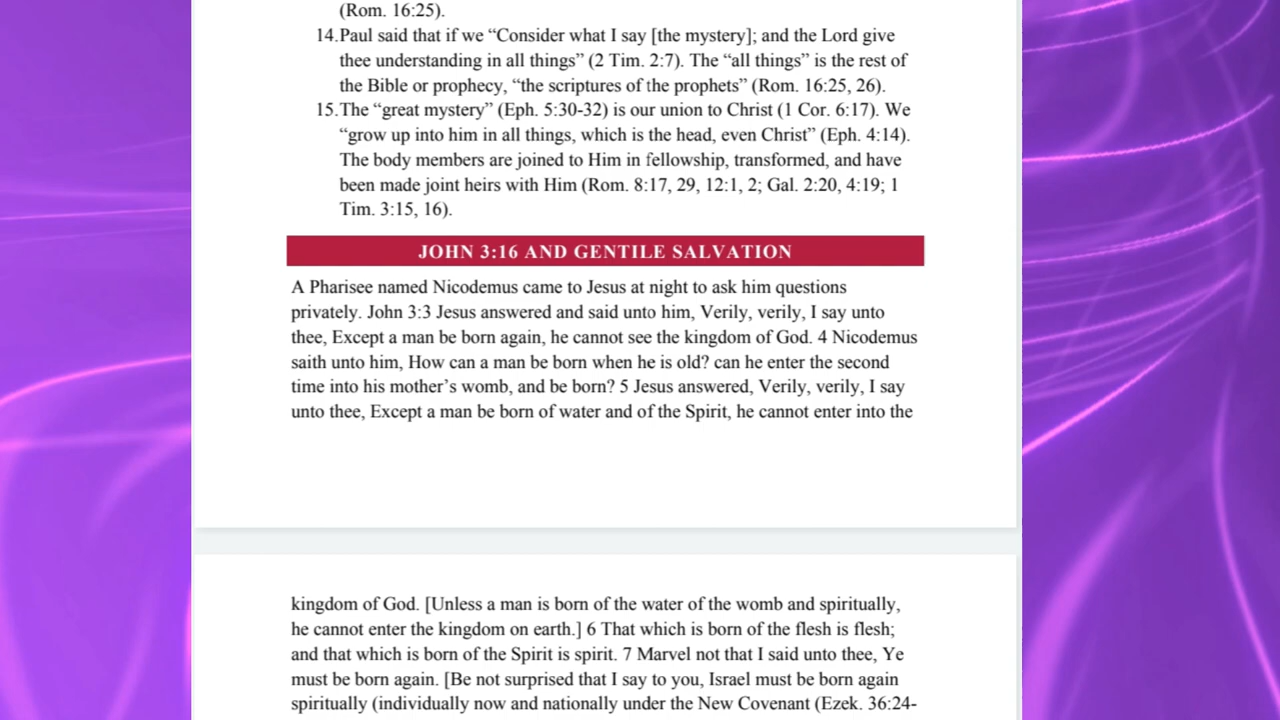 (Rom. 16:25).
14.Paul said that if we “Consider what I say [the mystery]; and the Lord give
thee understanding in all things” (2 Tim. 2:7). The “all things” is the rest of
the Bible or prophecy, “the scriptures of the prophets” (Rom. 16:25, 26).
15.The “great mystery” (Eph. 5:30-32) is our union to Christ (1 Cor. 6:17). We
“grow up into him in all things, which is the head, even Christ” (Eph. 4:14).
The body members are joined to Him in fellowship, transformed, and have
been made joint heirs with Him (Rom. 8:17, 29, 12:1, 2; Gal. 2:20, 4:19; 1
Tim. 3:15, 16).
JOHN 3:16 AND GENTILE SALVATION
A Pharisee named Nicodemus came to Jesus at night to ask him questions
privately. John 3:3 Jesus answered and said unto him, Verily, verily, I say unto
thee, Except a man be born again, he cannot see the kingdom of God. 4 Nicodemus
saith unto him, How can a man be born when he is old? can he enter the second
time into his mother’s womb, and be born? 5 Jesus answered, Verily, verily, I say
unto thee, Except a man be born of water and of the Spirit, he cannot enter into the
kingdom of God. [Unless a man is born of the water of the womb and spiritually,
he cannot enter the kingdom on earth.] 6 That which is born of the flesh is flesh;
and that which is born of the Spirit is spirit. 7 Marvel not that I said unto thee, Ye
must be born again. [Be not surprised that I say to you, Israel must be born again
spiritually (individually now and nationally under the New Covenant (Ezek. 36:24-